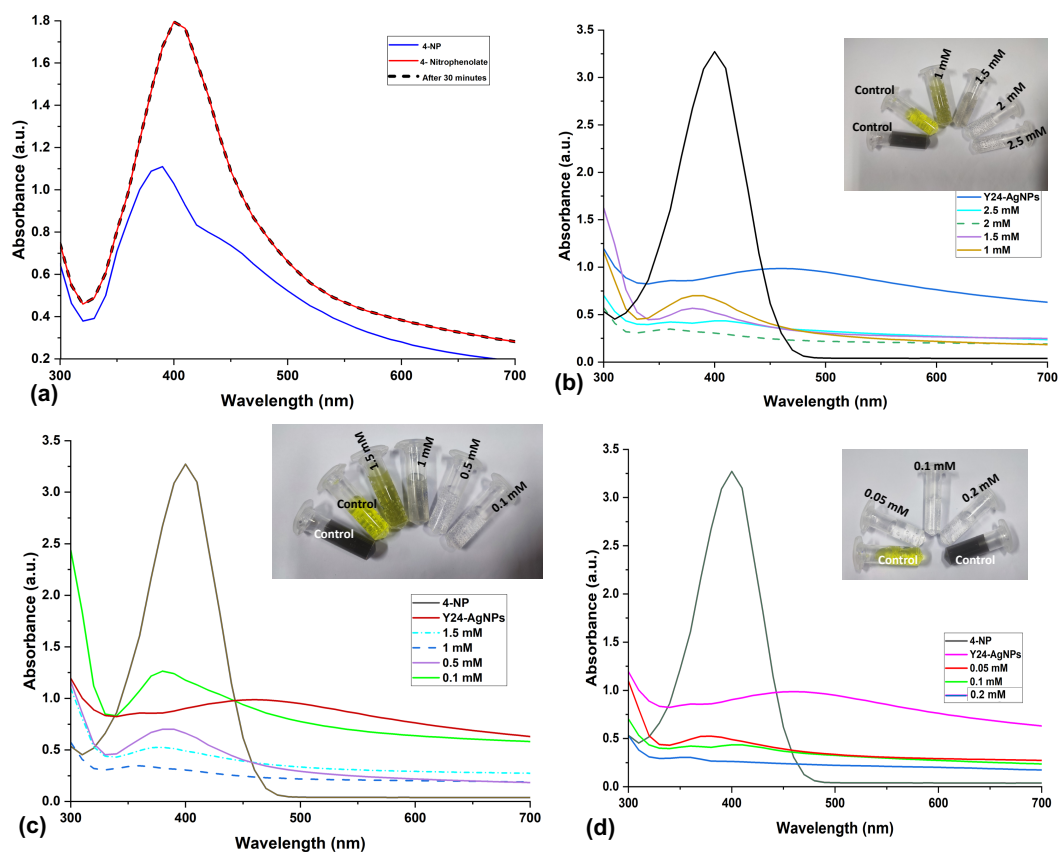 1.8
1.6
1.4
1.2
1.0
0.8
0.6
0.4
0.2
Absorbance (a.u.)
4-NP
4- Nitrophenolate
After 30 minutes
300
400
500
600
700
Wavelength (nm)
(a)
3.5
3.0
2.5
2.0
1.5
1.0
0.5
0.0
Absorbance (a.u.)
Control
Control
1 mM
1.5 mM
2 mM
2.5 mM
Y24-AgNPs
2.5 mM
2 mM
1.5 mM
1 mM
300
400
500
600
700
Wavelength (nm)
(b)
3.5
3.0
2.5
2.0
1.5
1.0
0.5
0.0
Absorbance (a.u.)
Control
Control
1.5 mM
1 mM
0.5 mM
0.1 mM
4-NP
Y24-AgNPs
1.5 mM
1 mM
0.5 mM
0.1 mM
300
400
500
600
700
Wavelength (nm)
(c)
3.5
3.0
2.5
2.0
1.5
1.0
0.5
0.0
Absorbance (a.u.)
0.1 mM
0.05 mM
0.2 mM
Control
Control
4-NP
Y24-AgNPs
0.05 mM
0.1 mM
0.2 mM
300
400
500
600
700
Wavelength (nm)
(d)